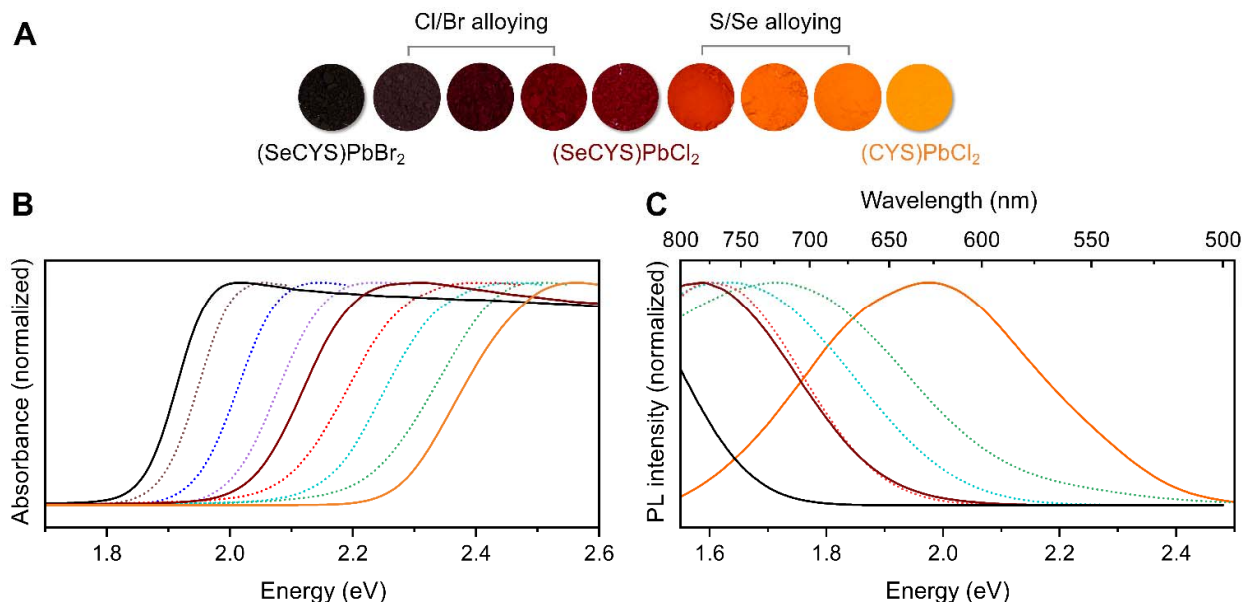 A
Cl/Br alloying
S/Se alloying
(SeCYS)PbBr₂
(SeCYS)PbCl₂
(CYS)PbCl₂
B
Absorbance (normalized)
1.8 2.0 2.2 2.4 2.6
Energy (eV)
C
Wavelength (nm)
800 750 700 650 600 550 500
PL intensity (normalized)
1.6 1.8 2.0 2.2 2.4
Energy (eV)